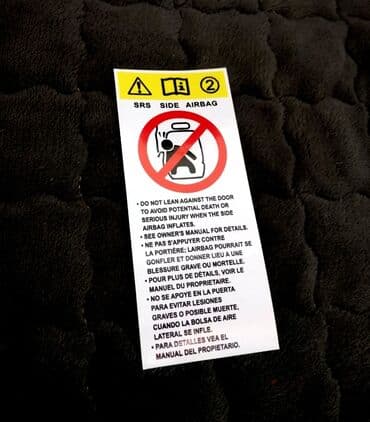 2
SRS SIDE AIRBAG
• DO NOT LEAN AGAINST THE DOOR
TO AVOID POTENTIAL DEATH OR
SERIOUS INJURY WHEN THE SIDE
AIRBAG INFLATES.
• SEE OWNER'S MANUAL FOR DETAILS.
• NE PAS S'APPUYER CONTRE
LA PORTIÈRE; LAIRBAG POURRAIT SE
GONFLER ET DONNER LIEU A UNE
BLESSURE GRAVE OU MORTELLE.
• POUR PLUS DE DÉTAILS, VOIR LE
MANUEL DU PROPRIETAIRE.
• NO SE APOYE EN LA PUERTA
PARA EVITAR LESIONES
GRAVES O POSIBLE MUERTE,
CUANDO LA BOLSA DE AIRE
LATERAL SE INFLE.
• PARA DETALLES VEA EL
MANUAL DEL PROPIETARIO.